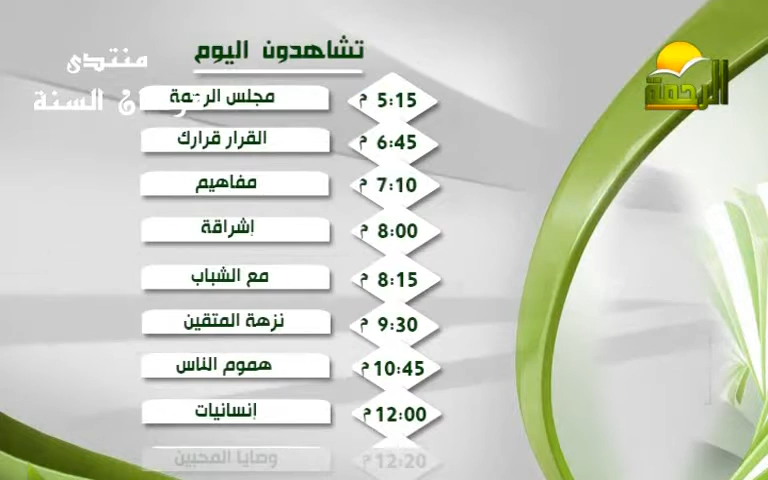 تشاهدون اليوم
منتدى
السنة
الرحمة
5:15 م مجلس الرحمة
6:45 م القرار قرارك
7:10 م مفاهيم
8:00 م إشراقة
8:15 م مع الشباب
9:30 م نزهة المتقين
10:45 م هموم الناس
12:00 م إنسانيات
12:20 م وصايا المحبين